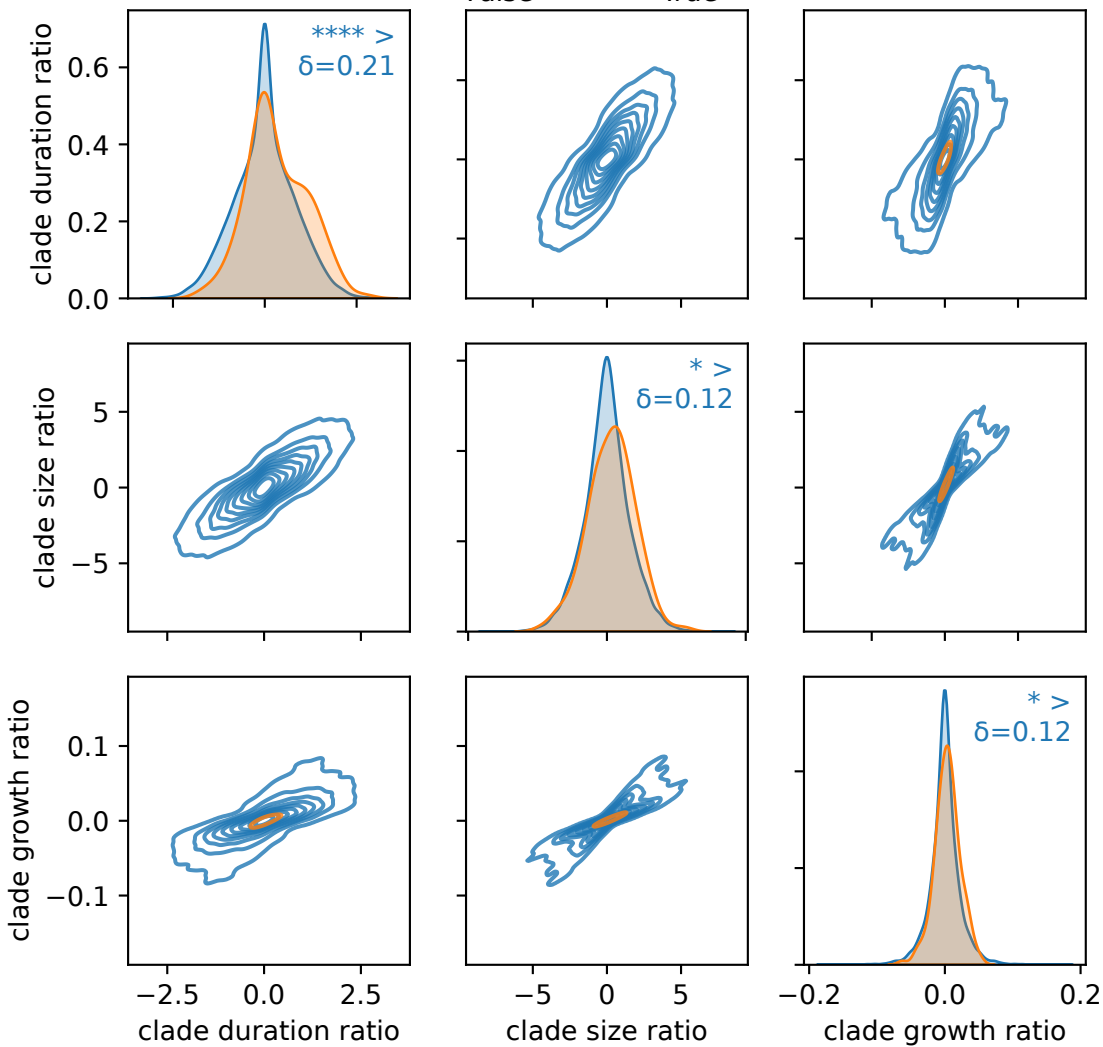 **** >
δ=0.21
clade duration ratio
0.6
0.4
0.2
0.0
* >
δ=0.12
clade size ratio
5
0
−5
* >
δ=0.12
clade growth ratio
0.1
0.0
−0.1
−2.5 0.0 2.5
−5 0 5
−0.2 0.0 0.2
clade duration ratio
clade size ratio
clade growth ratio